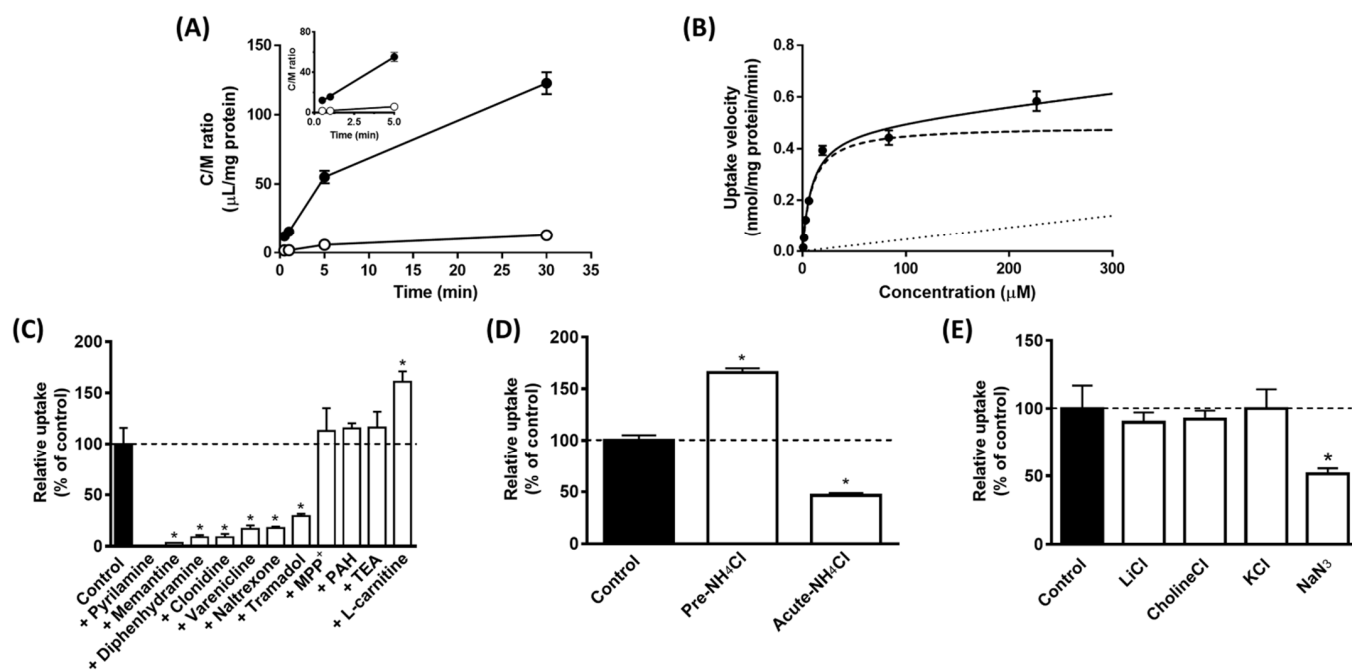 (A)
C/M ratio
(μL/mg protein)
150
100
50
0
0 5 10 15 20 25 30 35
Time (min)
C/M ratio
80
40
0
0.0 2.5 5.0
Time (min)
(B)
Uptake velocity
(nmol/mg protein/min)
0.8
0.6
0.4
0.2
0.0
0 100 200 300
Concentration (μM)
(C)
Relative uptake
(% of control)
200
150
100
50
0
* * * * * * * *
Control
+ Pyrilamine
+ Memantine
+ Diphenhydramine
+ Clonidine
+ Varenicline
+ Naltrexone
+ Tramadol
+ MPP⁺
+ PAH
+ TEA
+ L-carnitine
(D)
Relative uptake
(% of control)
200
150
100
50
0
* *
Control
Pre-NH₄Cl
Acute-NH₄Cl
(E)
Relative uptake
(% of control)
150
100
50
0
*
Control
LiCl
CholineCl
KCl
NaN³